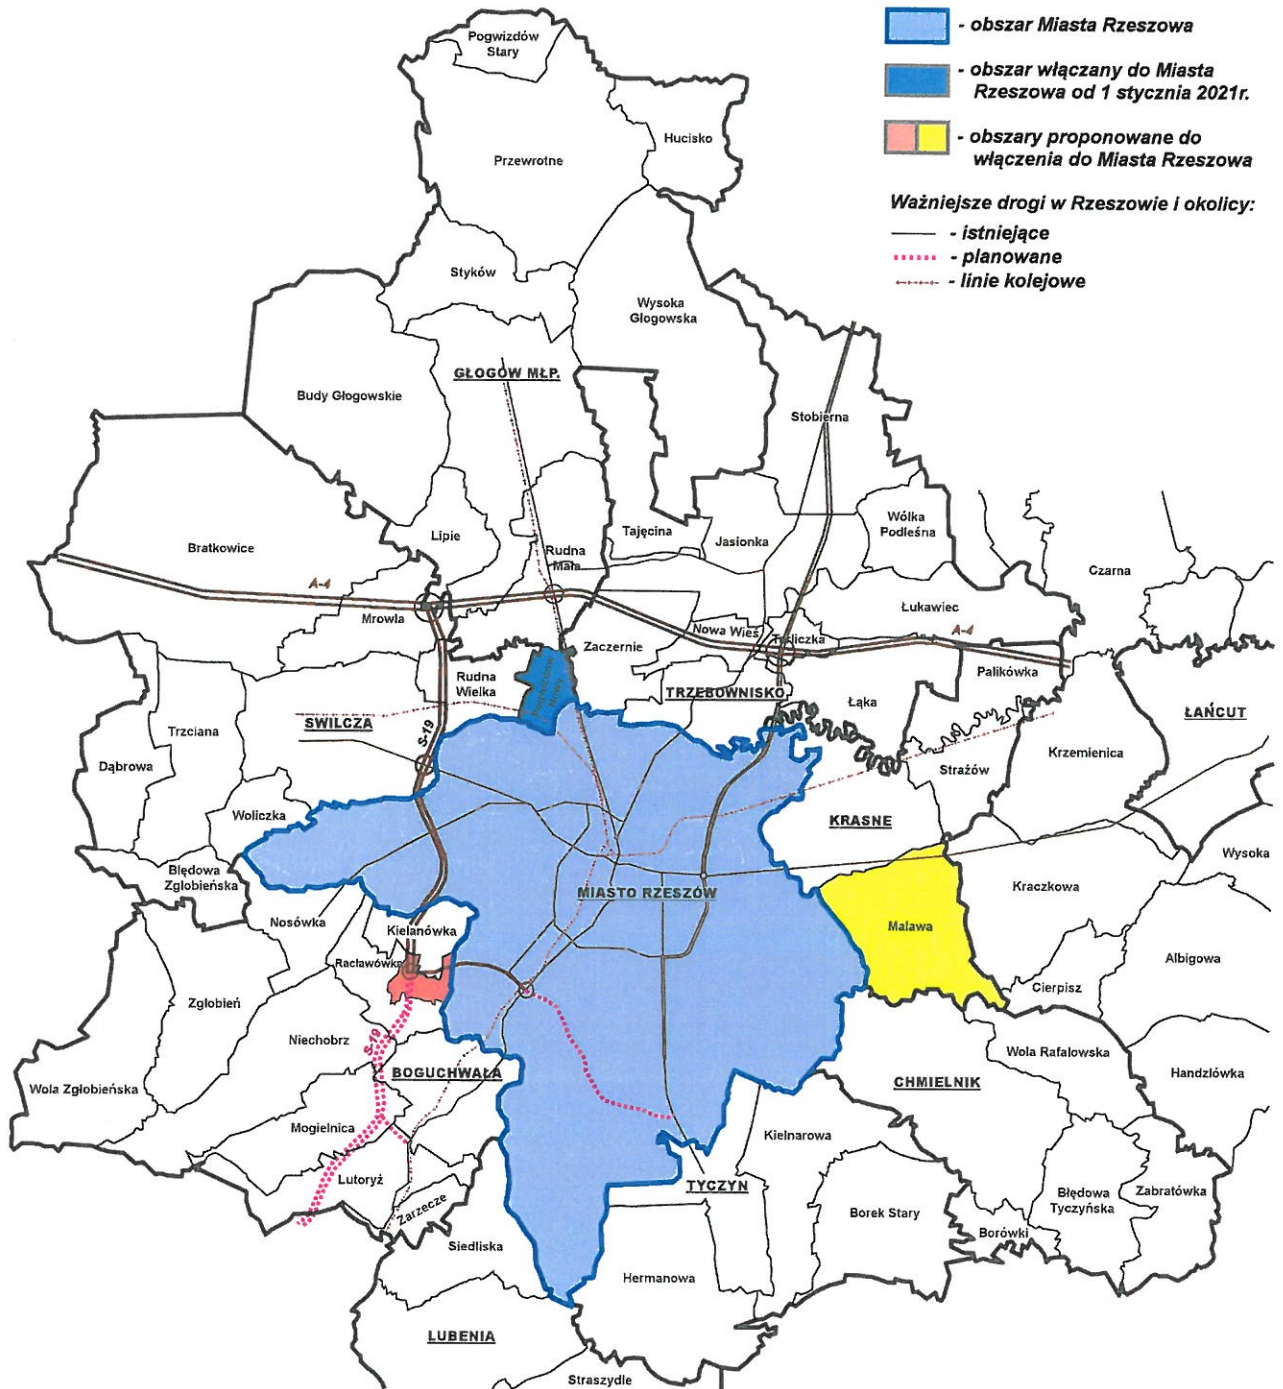 - obszar Miasta Rzeszowa
- obszar włączany do Miasta
Rzeszowa od 1 stycznia 2021r.
- obszary proponowane do
włączenia do Miasta Rzeszowa
Ważniejsze drogi w Rzeszowie i okolicy:
- istniejące
- planowane
- linie kolejowe
Pogwizdów
Stary
Hucisko
Przewrotne
Styków
Wysoka
Głogowska
GŁOGÓW MŁP.
Budy Głogowskie
Stobierna
Lipie
Tajęcina
Jasionka
Wólka
Podleśna
Bratkowice
Rudna
Mała
Czarna
A-4
Mrowla
Łukawiec
Nowa Wieś
Terliczka
A-4
Zaczernie
Palikówka
Rudna
Wielka
Pogwizdów
Nowy
TRZEBOWNISKO
Łąka
ŁAŃCUT
ŚWILCZA
S-19
Trzciana
Dąbrowa
Strażów
Krzemienica
Woliczka
KRASNE
Wysoka
Błędowa
Zgłobieńska
MIASTO RZESZÓW
Kraczkowa
Nosówka
Kielanówka
Malawa
Racławówka
Albigowa
Zgłobień
Cierpisz
Niechobrz
S-19
Wola Rafałowska
BOGUCHWAŁA
Handzlówka
Wola Zgłobieńska
CHMIELNIK
Mogielnica
Kielnarowa
Lutoryż
TYCZYN
Zarzecze
Borek Stary
Błędowa
Tyczyńska
Zabratówka
Borówki
Siedliska
Hermanowa
LUBENIA
Straszydle